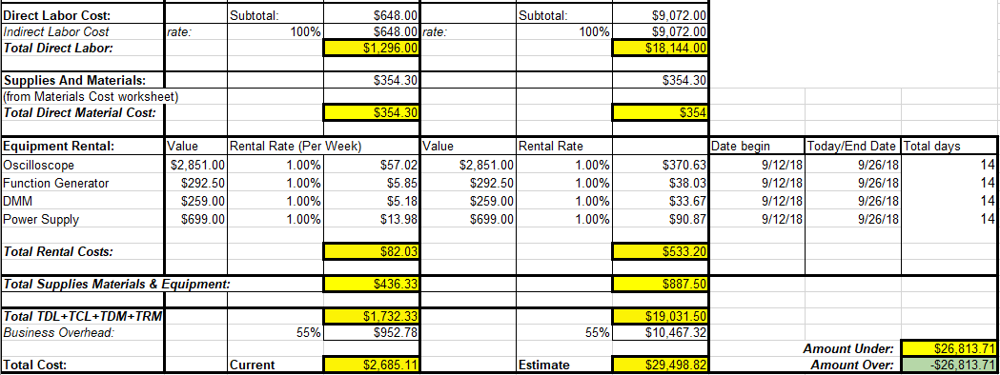 Direct Labor Cost: Subtotal: $648.00 Subtotal: $9,072.00
Indirect Labor Cost rate: 100% $648.00 rate: 100% $9,072.00
Total Direct Labor: $1,296.00 $18,144.00
Supplies And Materials: $354.30 $354.30
(from Materials Cost worksheet)
Total Direct Material Cost: $354.30 $354
Equipment Rental: Value Rental Rate (Per Week) Value Rental Rate Date begin Today/End Date Total days
Oscilloscope $2,851.00 1.00% $57.02 $2,851.00 1.00% $370.63 9/12/18 9/26/18 14
Function Generator $292.50 1.00% $5.85 $292.50 1.00% $38.03 9/12/18 9/26/18 14
DMM $259.00 1.00% $5.18 $259.00 1.00% $33.67 9/12/18 9/26/18 14
Power Supply $699.00 1.00% $13.98 $699.00 1.00% $90.87 9/12/18 9/26/18 14
Total Rental Costs: $82.03 $533.20
Total Supplies Materials & Equipment: $436.33 $887.50
Total TDL+TCL+TDM+TRM $1,732.33 $19,031.50
Business Overhead: 55% $952.78 55% $10,467.32
Amount Under: $26,813.71
Total Cost: Current $2,685.11 Estimate $29,498.82 Amount Over: -$26,813.71